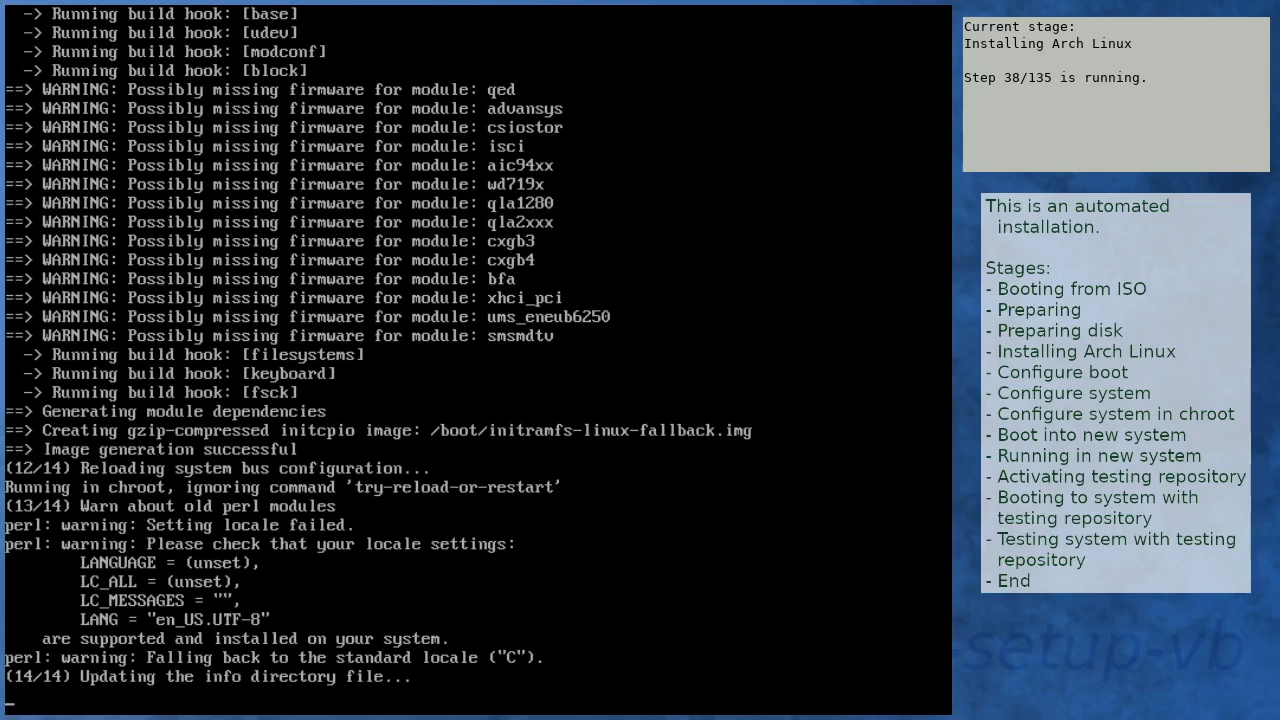 -> Running build hook: [base]
-> Running build hook: [udev]
-> Running build hook: [modconf]
-> Running build hook: [block]
==> WARNING: Possibly missing firmware for module: qed
==> WARNING: Possibly missing firmware for module: advansys
==> WARNING: Possibly missing firmware for module: csiostor
==> WARNING: Possibly missing firmware for module: isci
==> WARNING: Possibly missing firmware for module: aic94xx
==> WARNING: Possibly missing firmware for module: wd719x
==> WARNING: Possibly missing firmware for module: qla1280
==> WARNING: Possibly missing firmware for module: qla2xxx
==> WARNING: Possibly missing firmware for module: cxgb3
==> WARNING: Possibly missing firmware for module: cxgb4
==> WARNING: Possibly missing firmware for module: bfa
==> WARNING: Possibly missing firmware for module: xhci_pci
==> WARNING: Possibly missing firmware for module: ums_eneub6250
==> WARNING: Possibly missing firmware for module: smsmdtv
-> Running build hook: [filesystems]
-> Running build hook: [keyboard]
-> Running build hook: [fsck]
==> Generating module dependencies
==> Creating gzip-compressed initcpio image: /boot/initramfs-linux-fallback.img
==> Image generation successful
(12/14) Reloading system bus configuration...
Running in chroot, ignoring command 'try-reload-or-restart'
(13/14) Warn about old perl modules
perl: warning: Setting locale failed.
perl: warning: Please check that your locale settings:
LANGUAGE = (unset),
LC_ALL = (unset),
LC_MESSAGES = "",
LANG = "en_US.UTF-8"
are supported and installed on your system.
perl: warning: Falling back to the standard locale ("C").
(14/14) Updating the info directory file...
Current stage:
Installing Arch Linux
Step 38/135 is running.
This is an automated
installation.
Stages:
- Booting from ISO
- Preparing
- Preparing disk
- Installing Arch Linux
- Configure boot
- Configure system
- Configure system in chroot
- Boot into new system
- Running in new system
- Activating testing repository
- Booting to system with
testing repository
- Testing system with testing
repository
- End
setup-vb